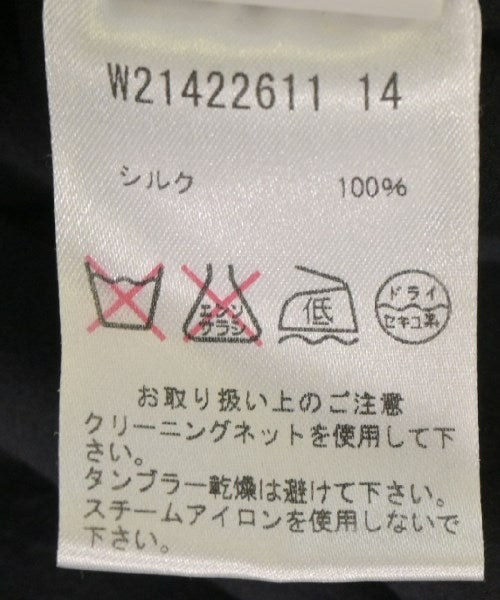 W21422611 14
シルク 100%
エンソ
サラシ
低
ドライ
セキユ系
お取り扱い上のご注意
クリーニングネットを使用して下
さい。
タンブラー乾燥は避けて下さい。
スチームアイロンを使用しないで
下さい。